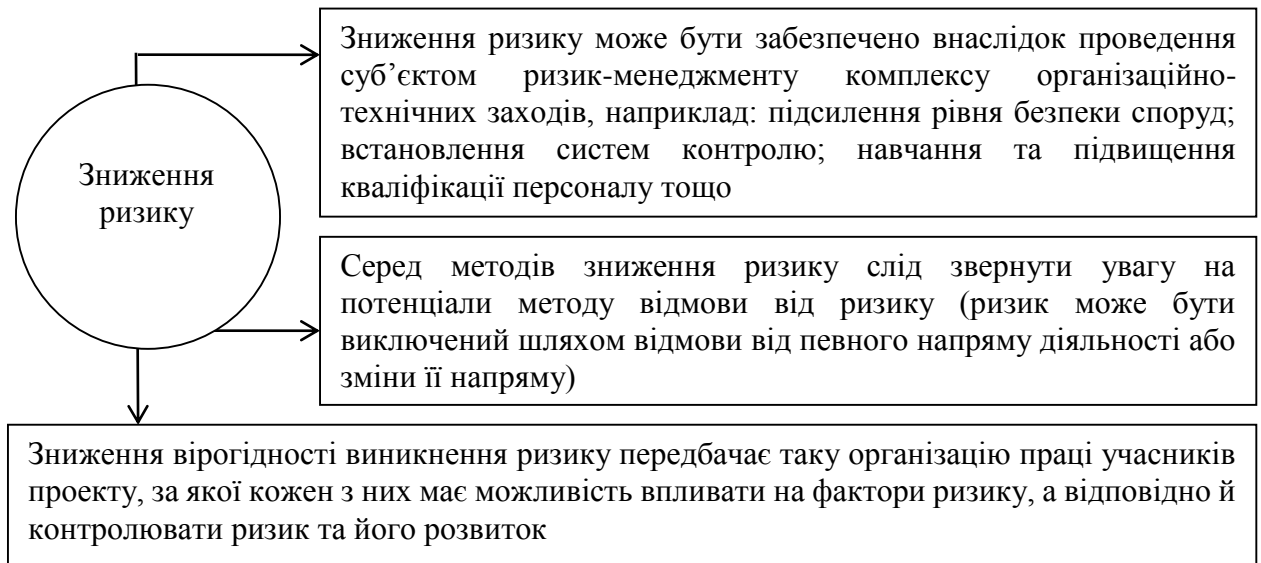 Зниження ризику може бути забезпечено внаслідок проведення
суб’єктом ризик-менеджменту комплексу організаційно-
технічних заходів, наприклад: підсилення рівня безпеки споруд;
встановлення систем контролю; навчання та підвищення
кваліфікації персоналу тощо
Зниження
ризику
Серед методів зниження ризику слід звернути увагу на
потенціали методу відмови від ризику (ризик може бути
виключений шляхом відмови від певного напряму діяльності або
зміни її напряму)
Зниження вірогідності виникнення ризику передбачає таку організацію праці учасників
проекту, за якої кожен з них має можливість впливати на фактори ризику, а відповідно й
контролювати ризик та його розвиток